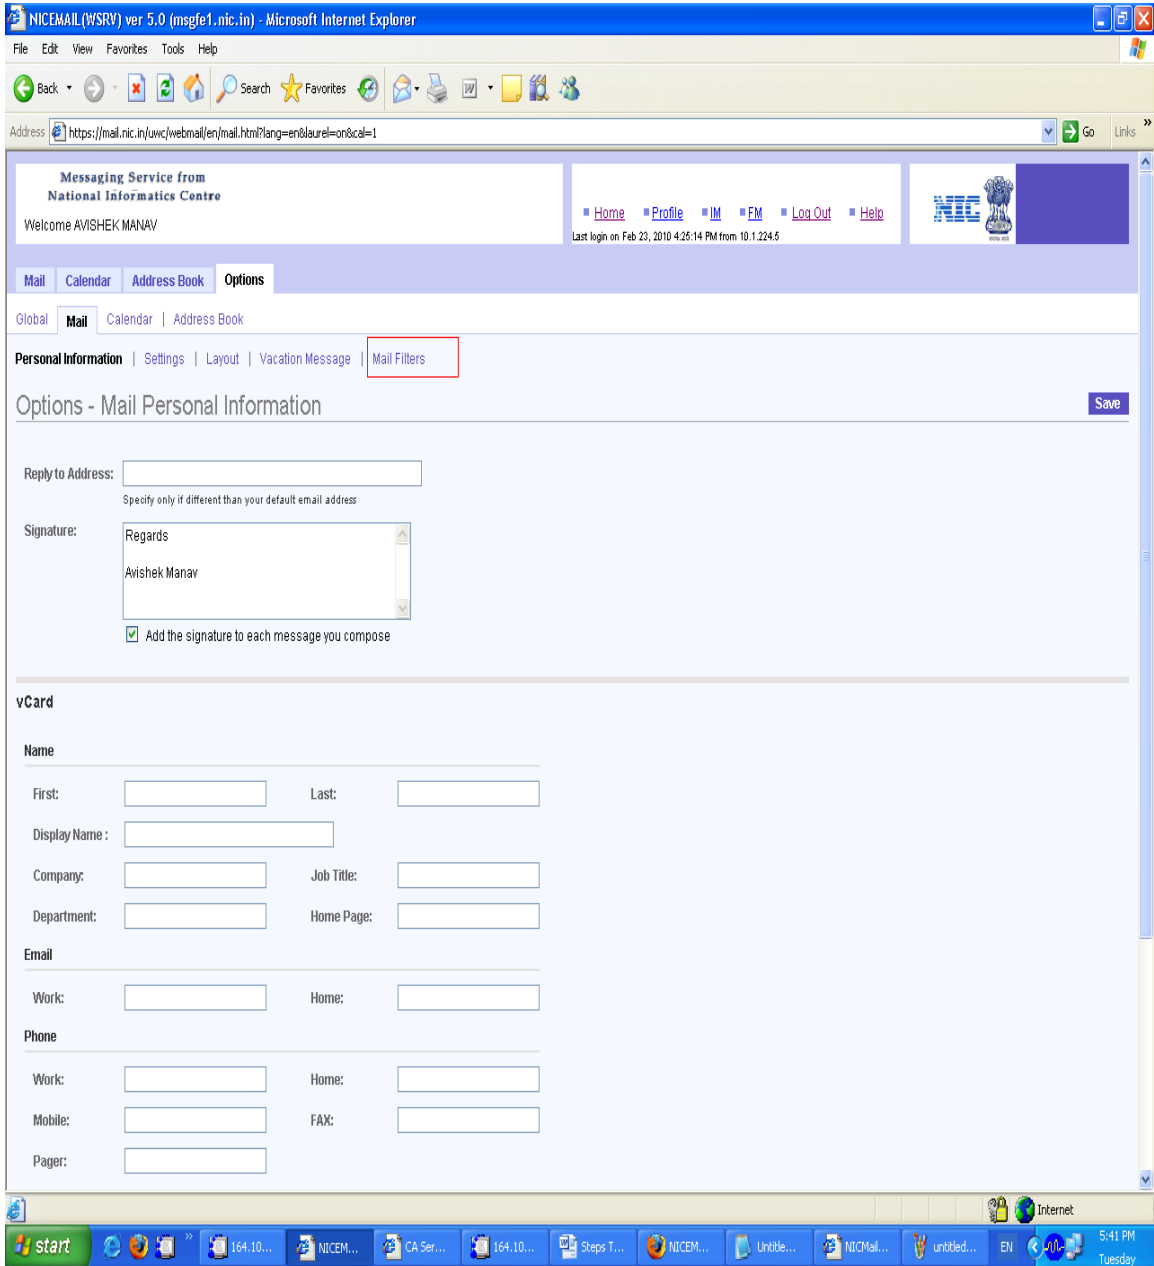 NICEMAIL(WSRV) ver 5.0 (msgfe1.nic.in) - Microsoft Internet Explorer
File Edit View Favorites Tools Help
Back Search Favorites
Address https://mail.nic.in/uwc/webmail/en/mail.html?lang=en&laurel=on&cal=1 Go Links »
Messaging Service from
National Informatics Centre
Welcome AVISHEK MANAV
Home Profile IM FM Log Out Help
Last login on Feb 23, 2010 4:25:14 PM from 10.1.224.5
NIC
Mail Calendar Address Book Options
Global Mail Calendar | Address Book
Personal Information | Settings | Layout | Vacation Message | Mail Filters
Options - Mail Personal Information Save
Reply to Address:
Specify only if different than your default email address
Signature: Regards
Avishek Manav
Add the signature to each message you compose
vCard
Name
First: Last:
Display Name :
Company: Job Title:
Department: Home Page:
Email
Work: Home:
Phone
Work: Home:
Mobile: FAX:
Pager:
Internet
start » 164.10... NICEM... CA Ser... 164.10... Steps T... NICEM... Untitle... NICMail... untitled... EN 5:41 PM
Tuesday